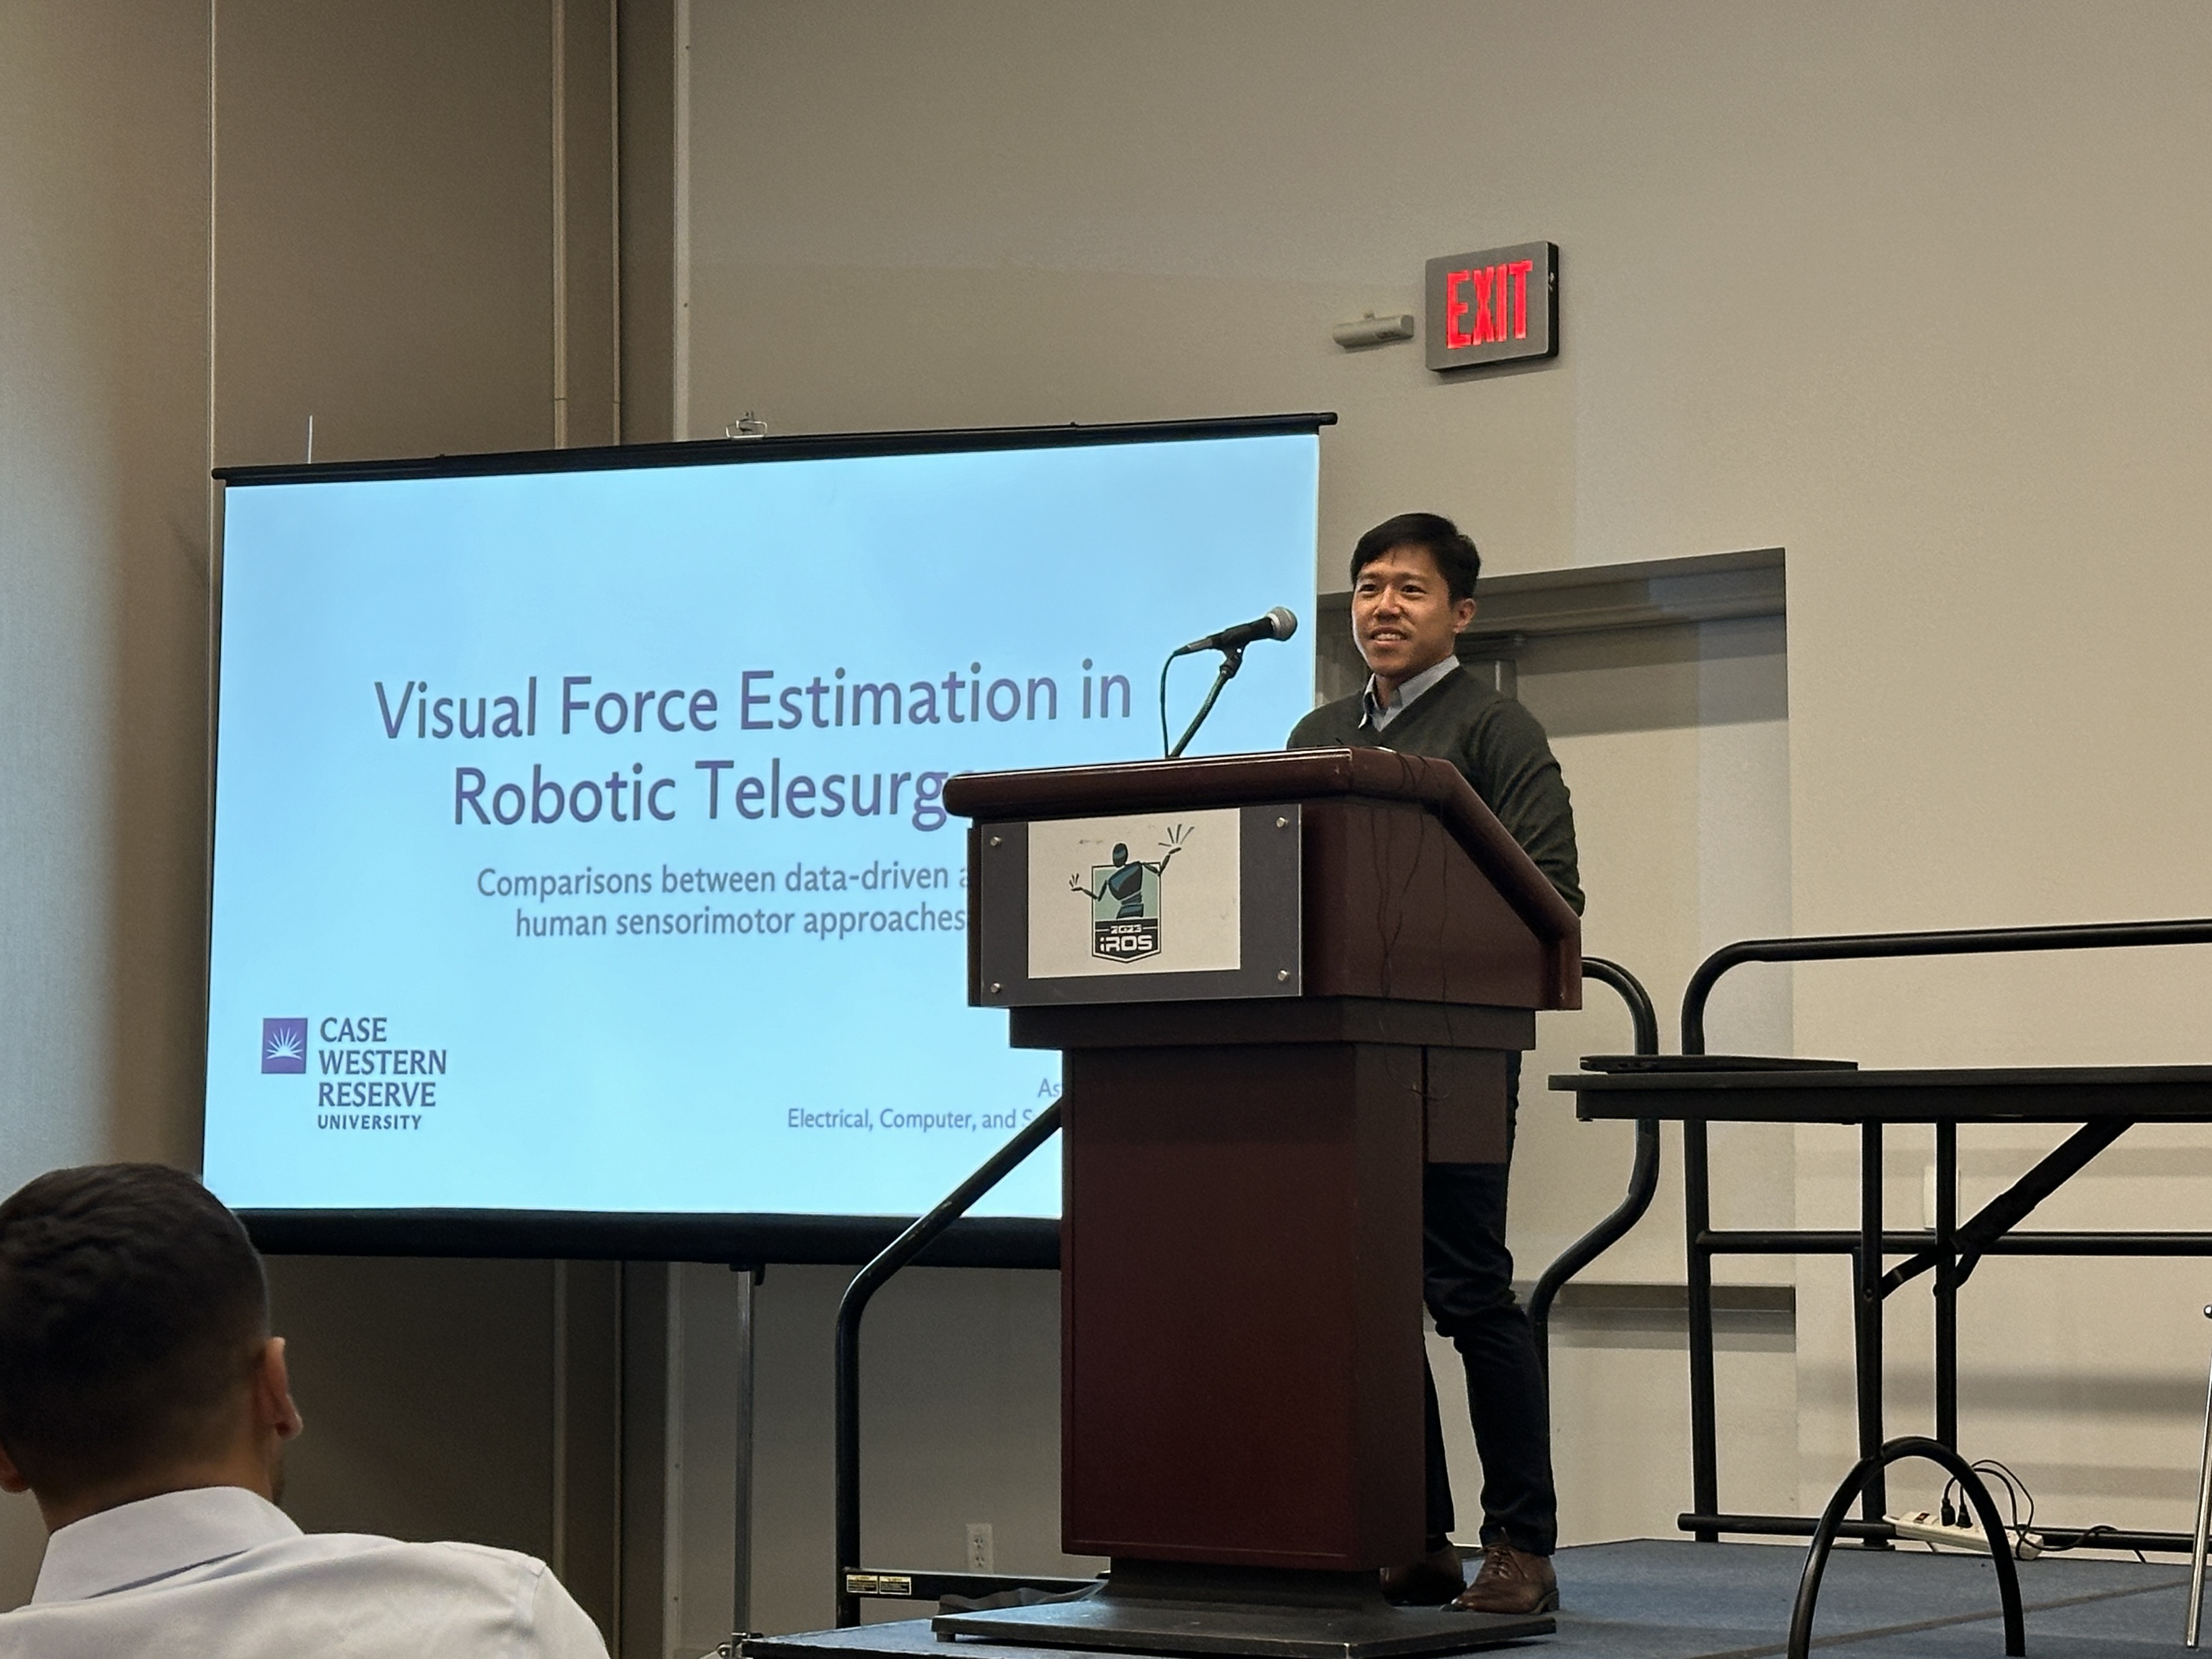 EXIT
Visual Force Estimation in
Robotic Telesurg
Comparisons between data-driven
human sensorimotor approaches
CASE
WESTERN
RESERVE
UNIVERSITY
Electrical, Computer, and
2023
iROS